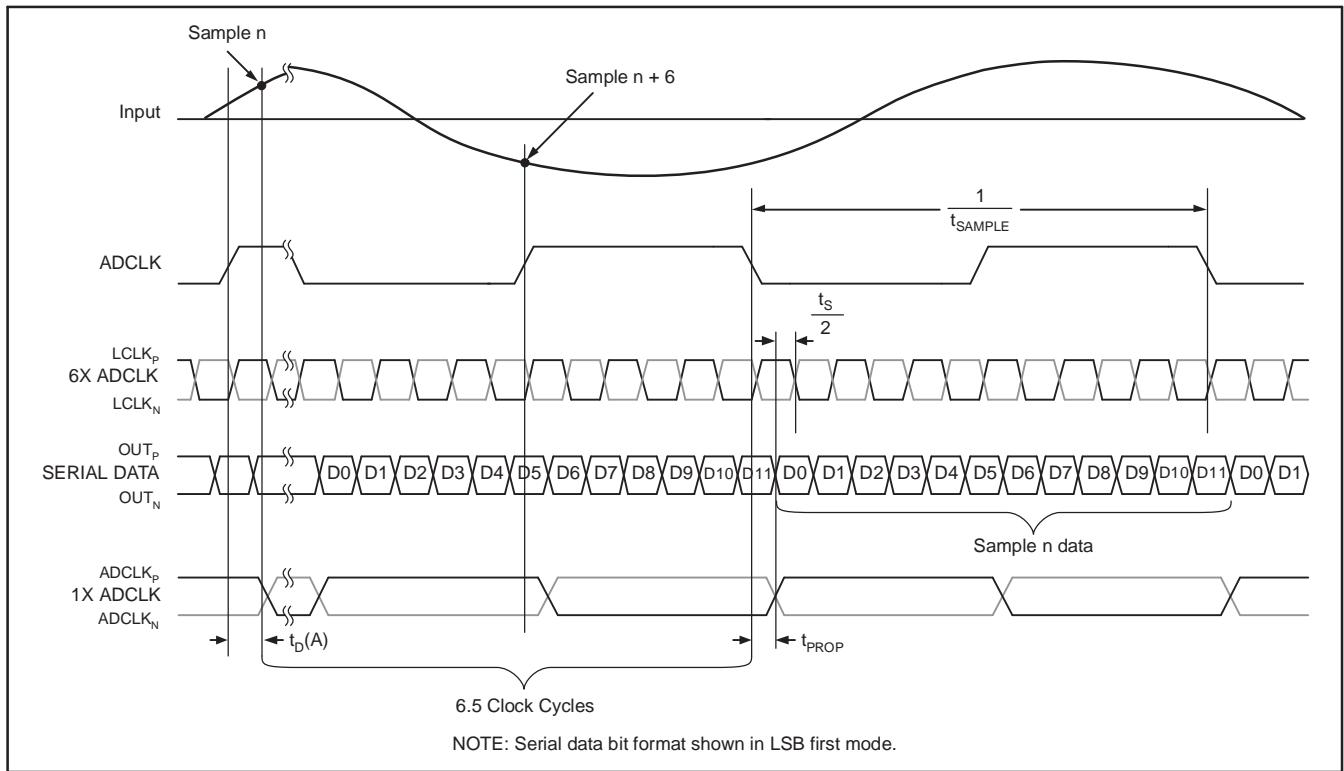 Sample n
Sample n + 6
Input
1
tSAMPLE
ADCLK
tS
2
LCLKP
6X ADCLK
LCLKN
OUTP
SERIAL DATA
OUTN
D0 D1 D2 D3 D4 D5 D6 D7 D8 D9 D10 D11 D0 D1 D2 D3 D4 D5 D6 D7 D8 D9 D10 D11 D0 D1
Sample n data
ADCLKP
1X ADCLK
ADCLKN
tD(A)
tPROP
6.5 Clock Cycles
NOTE: Serial data bit format shown in LSB first mode.